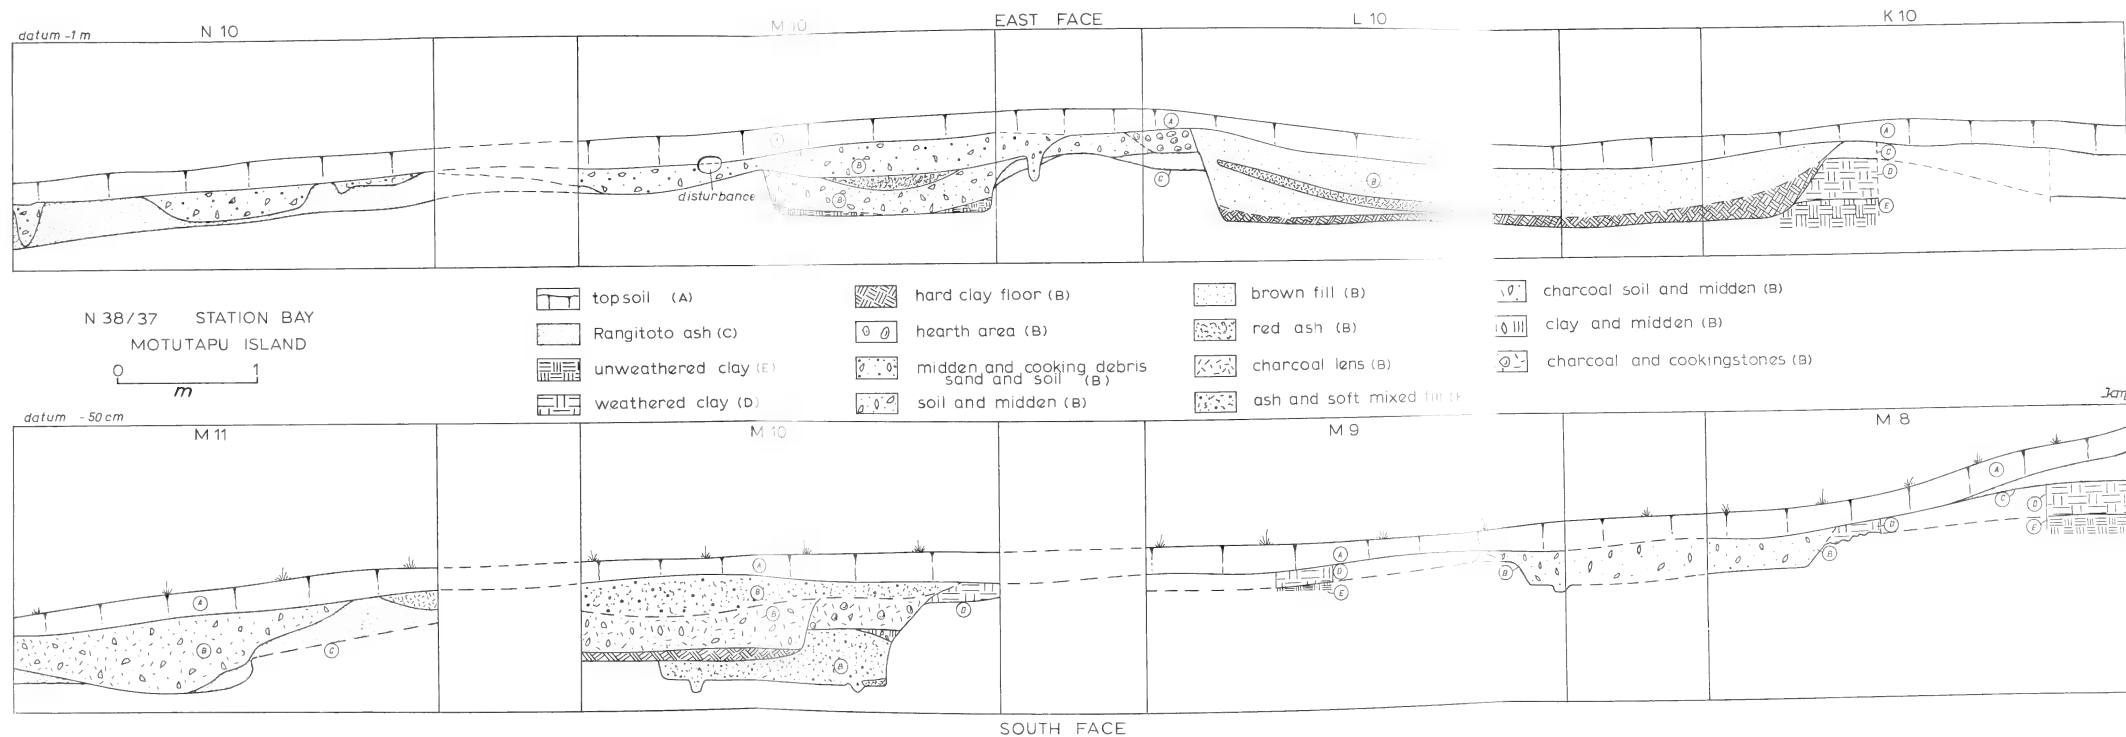 EAST FACE
datum -1 m
N 10
M 10
L 10
K 10
A
B
B
disturbance
A
C
B
A
C
D
E
N 38/37 STATION BAY
MOTUTAPU ISLAND
0 1
m
topsoil (A)
Rangitoto ash (C)
unweathered clay (E)
weathered clay (D)
hard clay floor (B)
hearth area (B)
midden and cooking debris
sand and soil (B)
soil and midden (B)
brown fill (B)
red ash (B)
charcoal lens (B)
ash and soft mixed fill
charcoal soil and midden (B)
clay and midden (B)
charcoal and cookingstones (B)
datum - 50 cm
M 11
M 10
M 9
M 8
A
B
C
A
B
B
B
D
A
D
E
B
B
D
A
C
D
E
SOUTH FACE